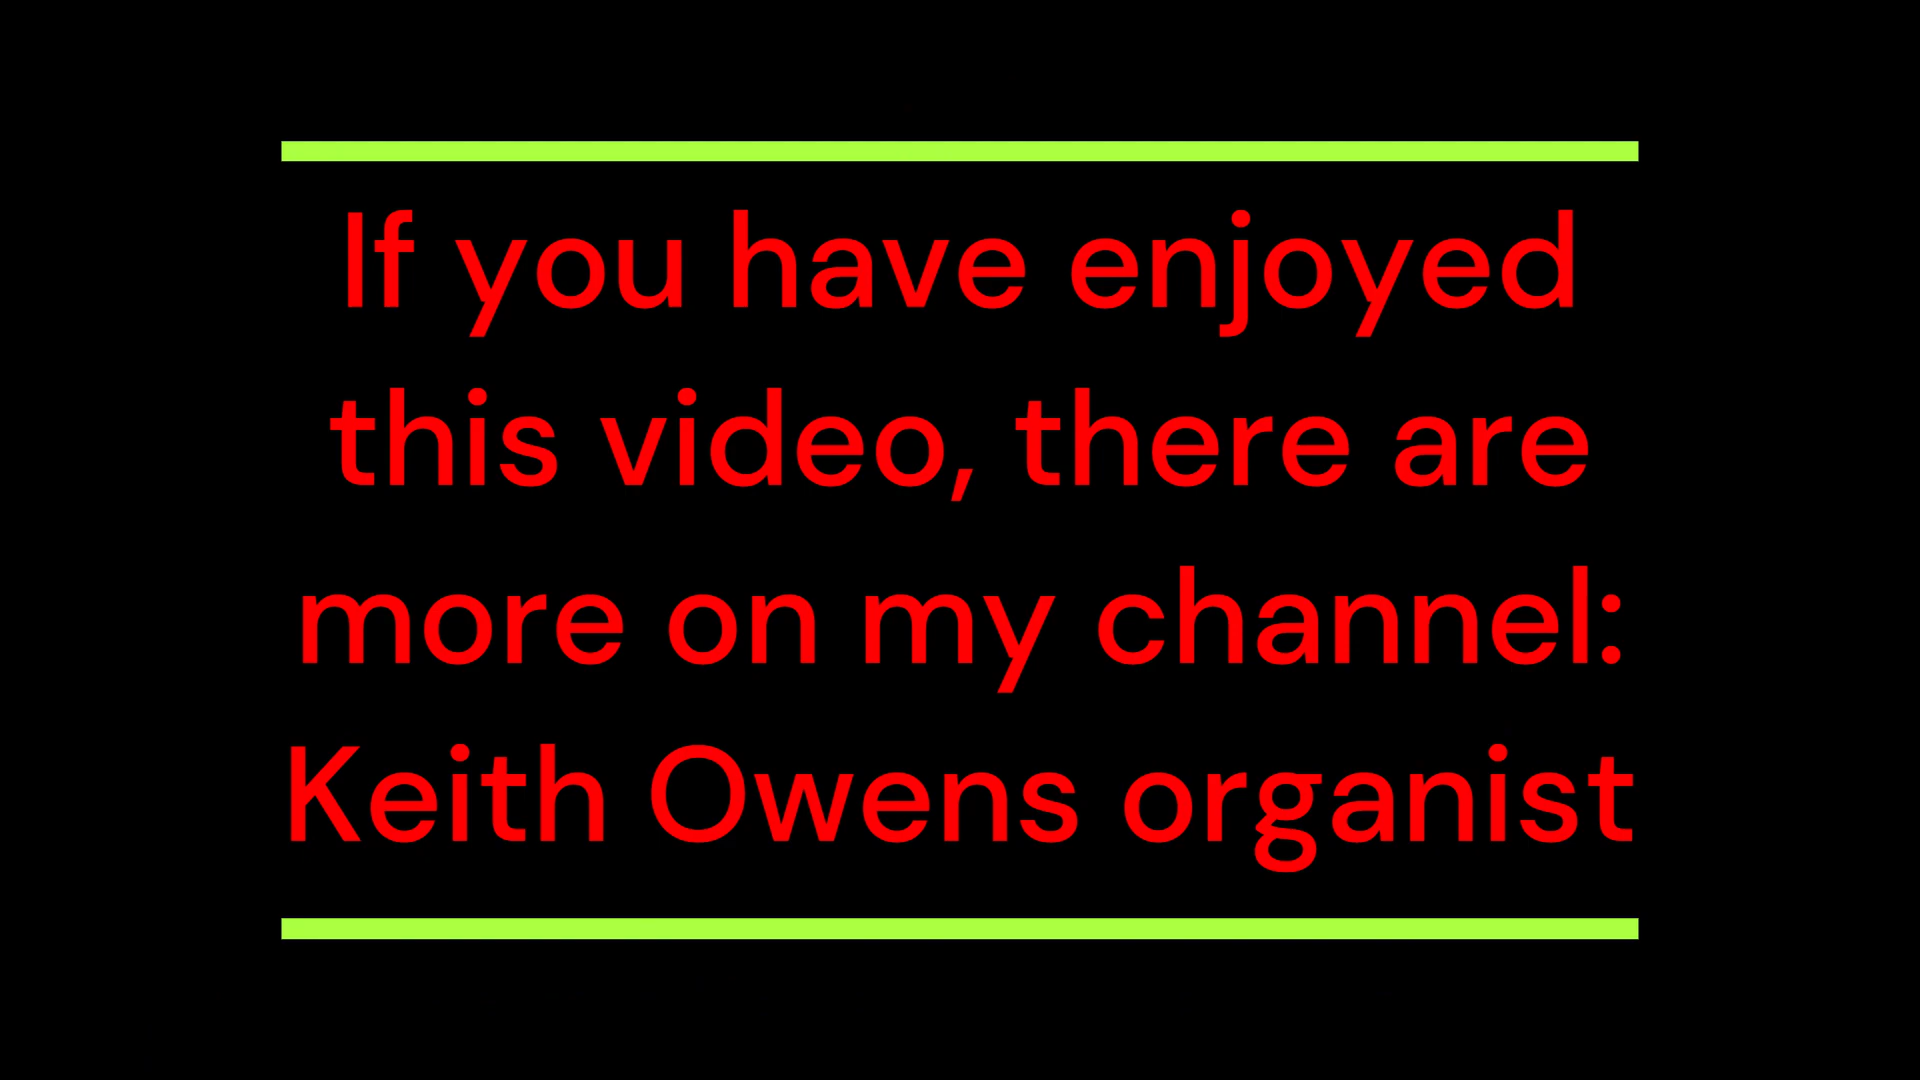 If you have enjoyed
this video, there are
more on my channel:
Keith Owens organist